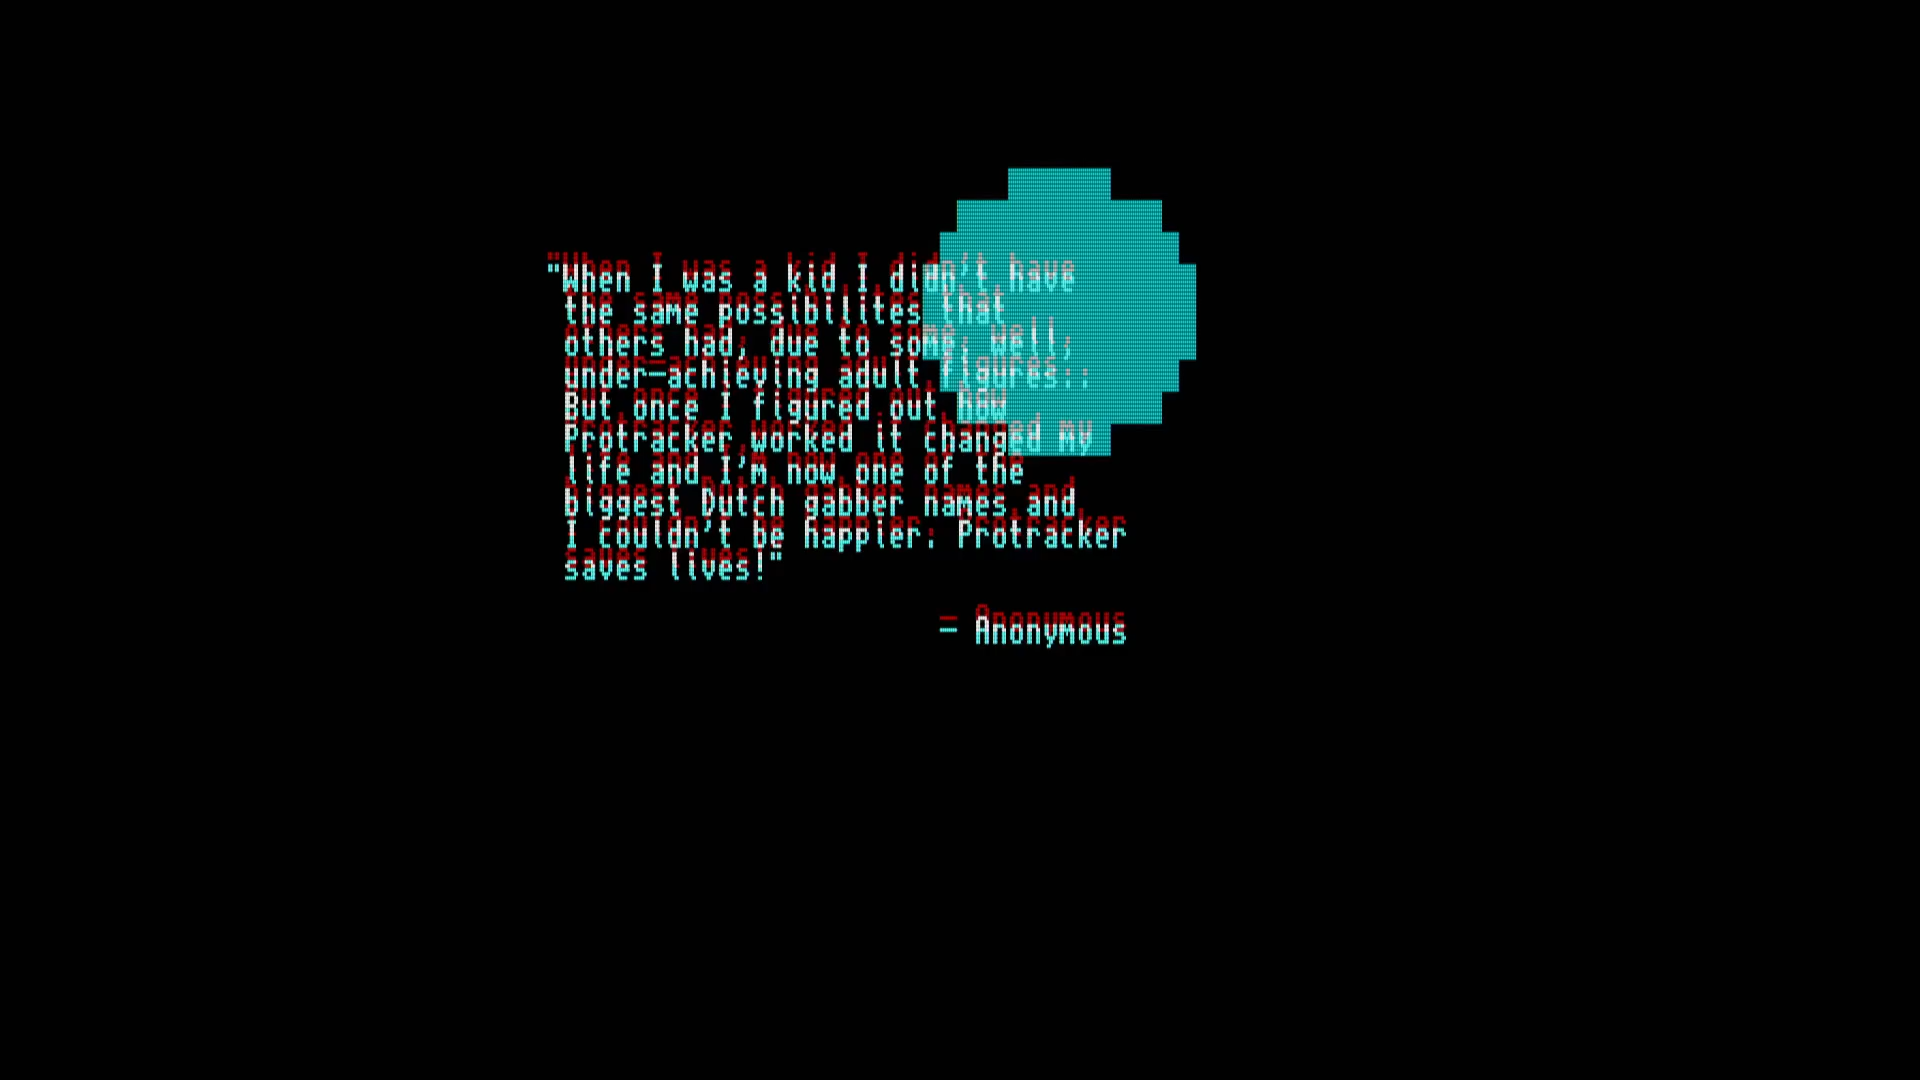 "When I was a kid I didn't have
the same possibilites that
others had, due to some, well,
under-achieving adult figures..
But once I figured out how
Protracker worked it changed my
life and I'm now one of the
biggest Dutch gabber names and
I couldn't be happier. Protracker
saves lives!"
- Anonymous